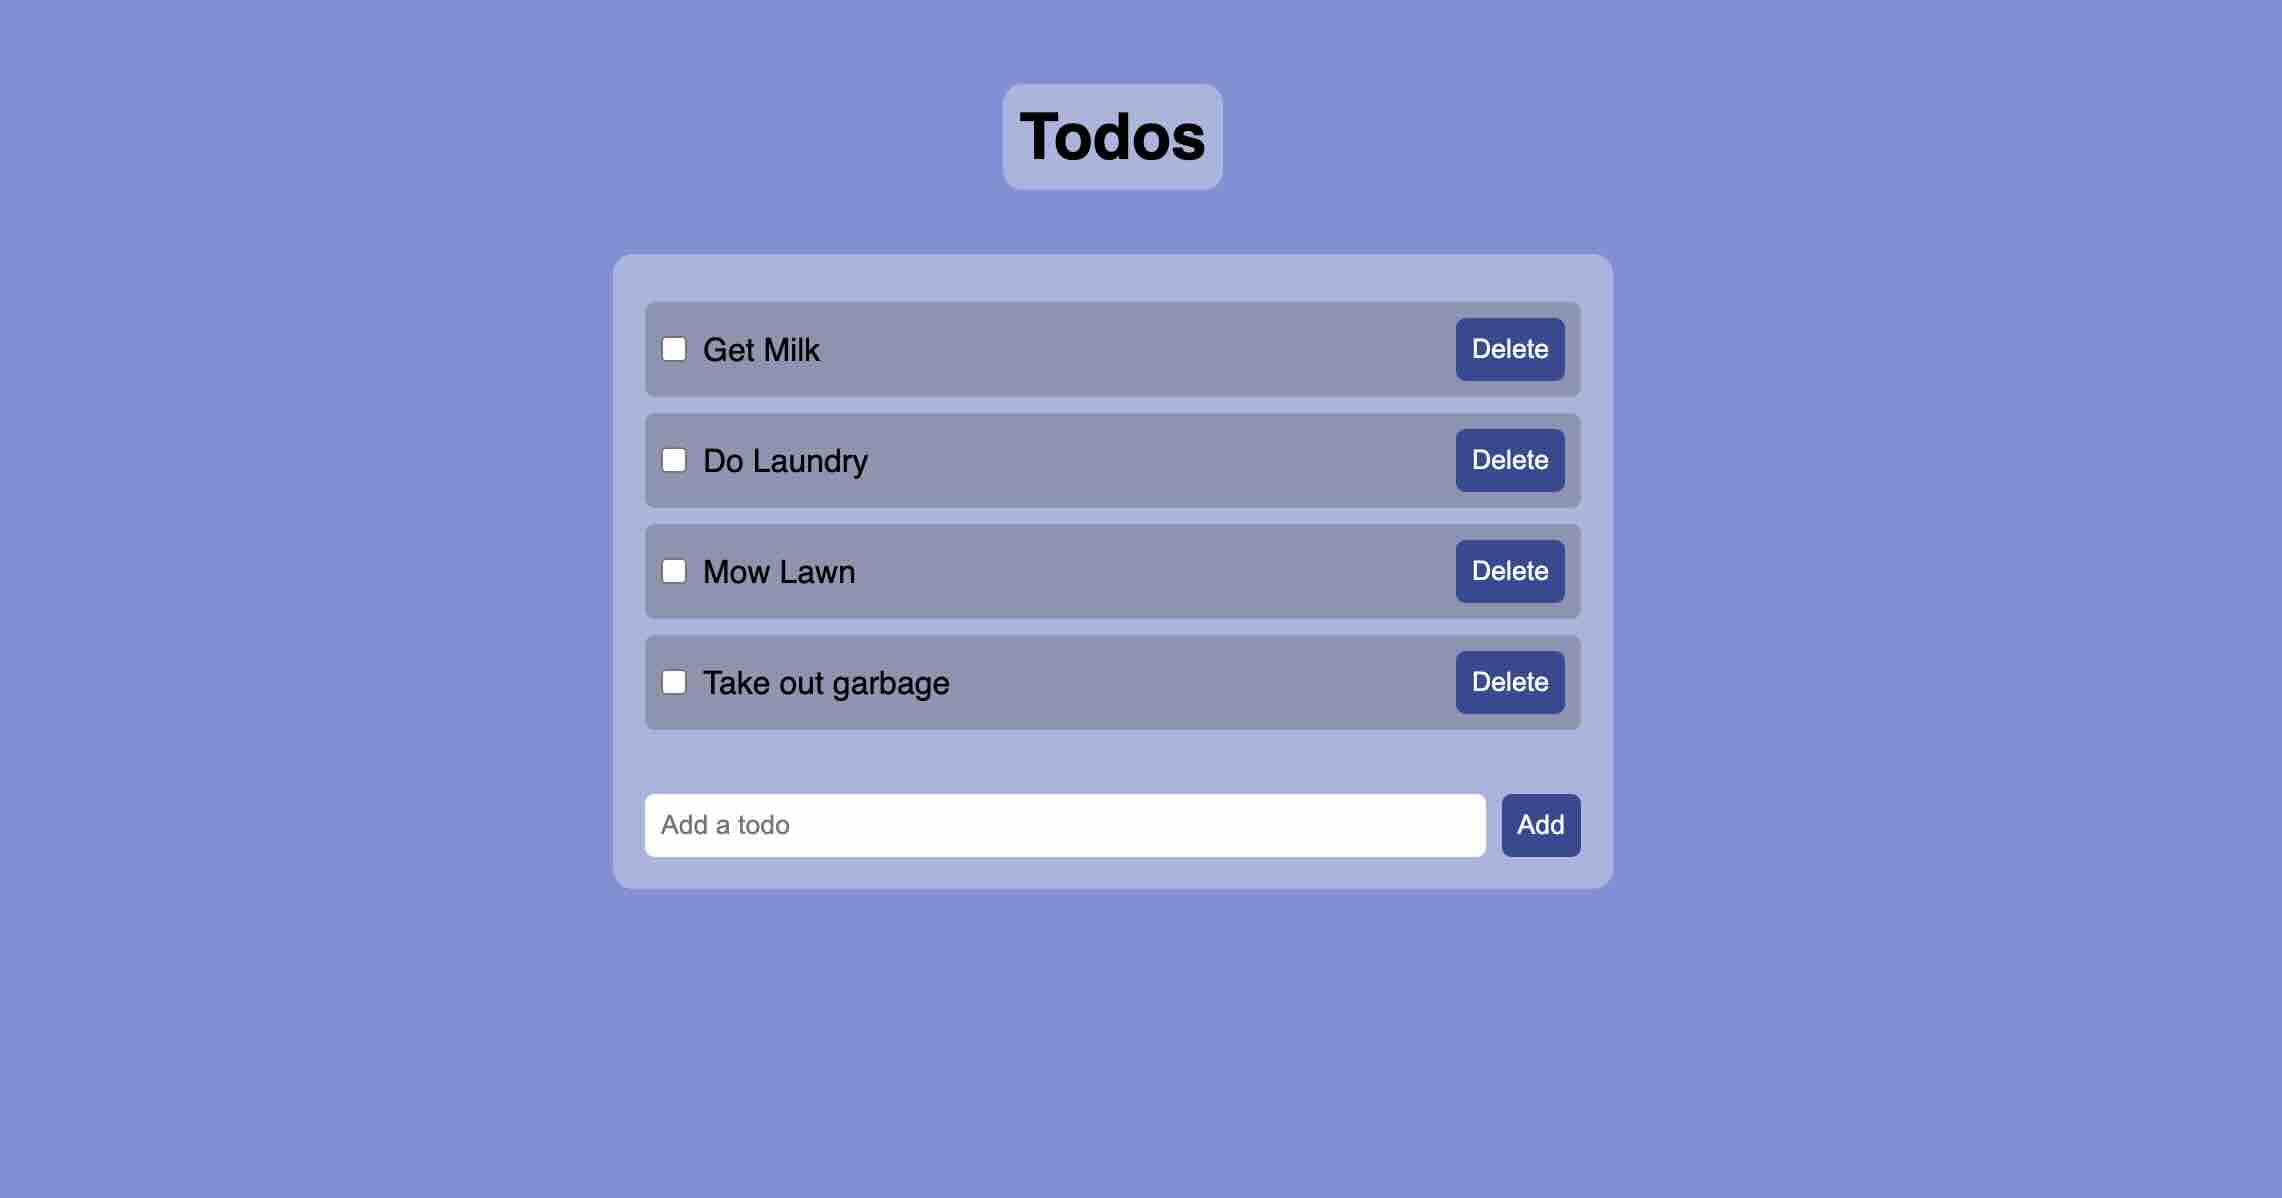 Todos
Get Milk Delete
Do Laundry Delete
Mow Lawn Delete
Take out garbage Delete
Add a todo Add